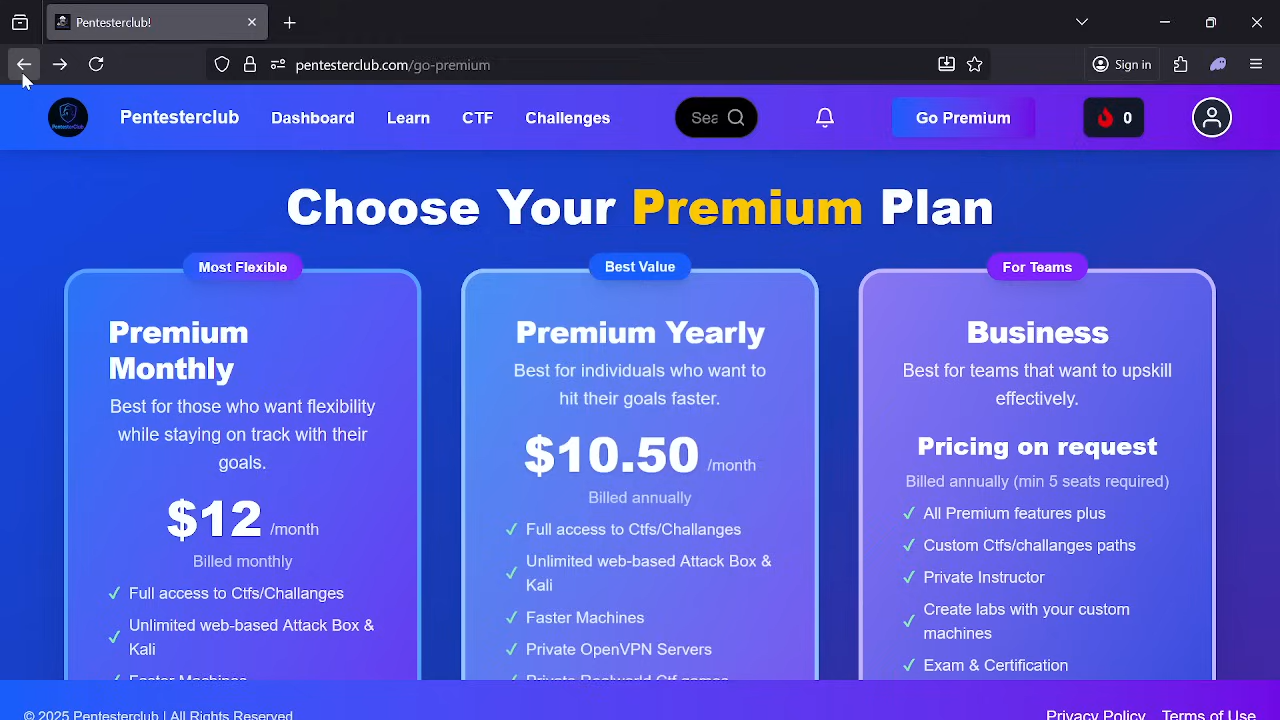 Pentesterclub!
pentesterclub.com/go-premium
Sign in
PentesterClub
Pentesterclub
Dashboard
Learn
CTF
Challenges
Sea
Go Premium
0
Choose Your Premium Plan
Most Flexible
Premium
Monthly
Best for those who want flexibility
while staying on track with their
goals.
$12 /month
Billed monthly
✓ Full access to Ctfs/Challanges
✓ Unlimited web-based Attack Box &
Kali
Faster Machines
Best Value
Premium Yearly
Best for individuals who want to
hit their goals faster.
$10.50 /month
Billed annually
✓ Full access to Ctfs/Challanges
✓ Unlimited web-based Attack Box &
Kali
✓ Faster Machines
✓ Private OpenVPN Servers
Private Realworld Ctf games
For Teams
Business
Best for teams that want to upskill
effectively.
Pricing on request
Billed annually (min 5 seats required)
✓ All Premium features plus
✓ Custom Ctfs/challanges paths
✓ Private Instructor
✓ Create labs with your custom
machines
✓ Exam & Certification
© 2025 Pentesterclub | All Rights Reserved
Privacy Policy
Terms of Use